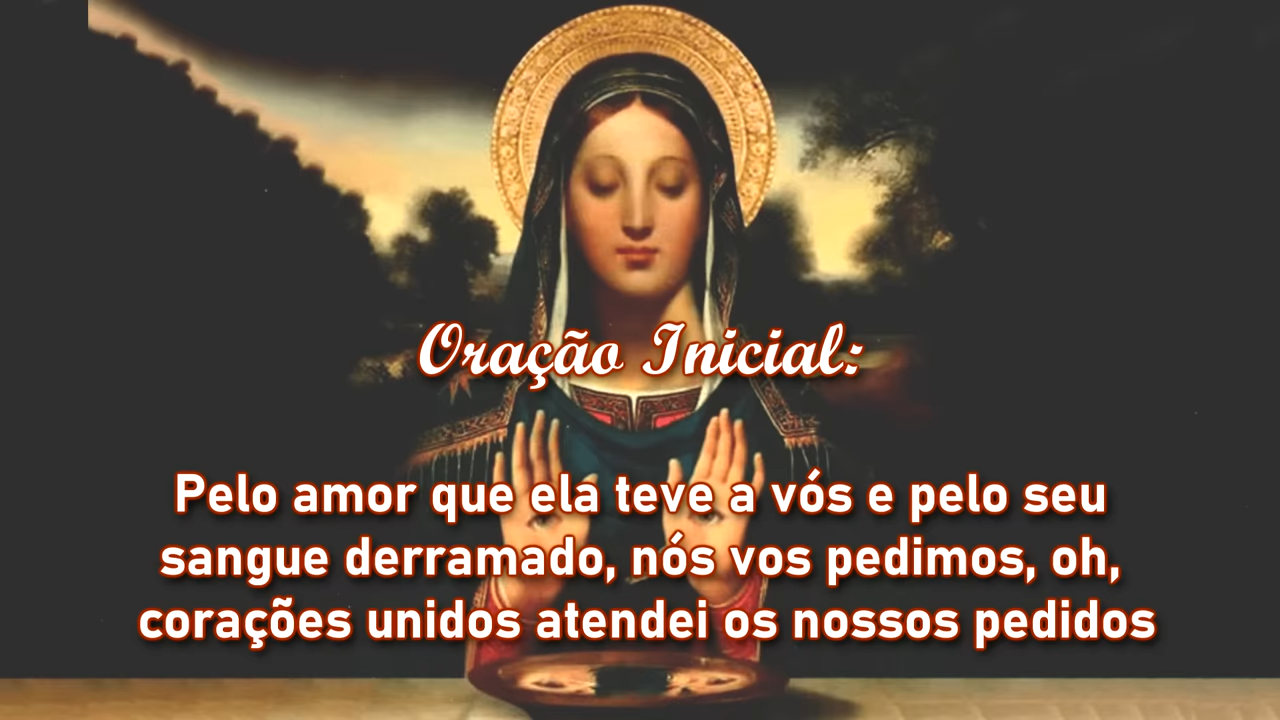 Oração Inicial:
Pelo amor que ela teve a vós e pelo seu
sangue derramado, nós vos pedimos, oh,
corações unidos atendei os nossos pedidos